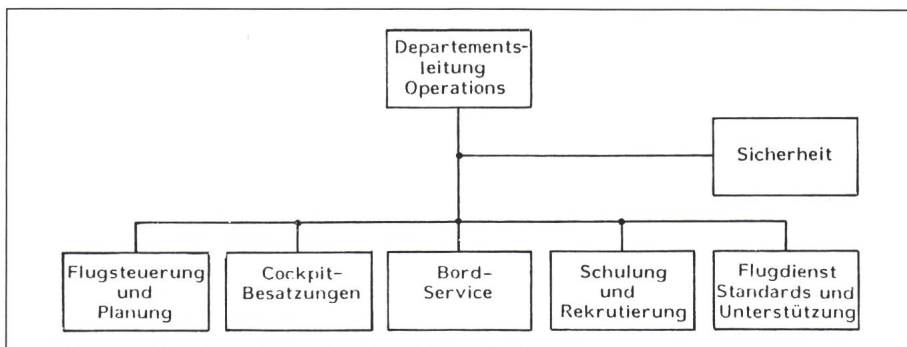 Departements-
leitung
Operations
Sicherheit
Flugsteuerung
und
Planung
Cockpit-
Besatzungen
Bord-
Service
Schulung
und
Rekrutierung
Flugdienst
Standards und
Unterstützung